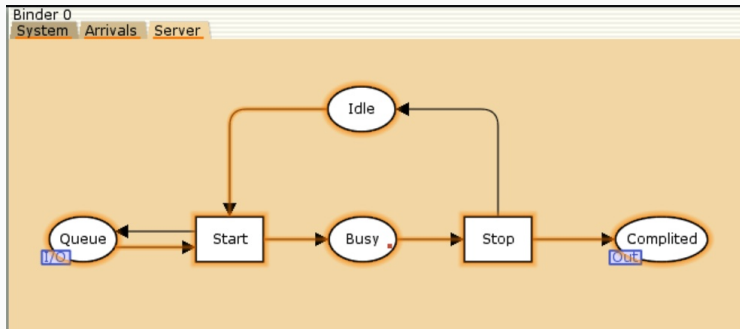 Binder 0
System Arrivals Server
Idle
Queue Start Busy Stop Complited
I/O Out